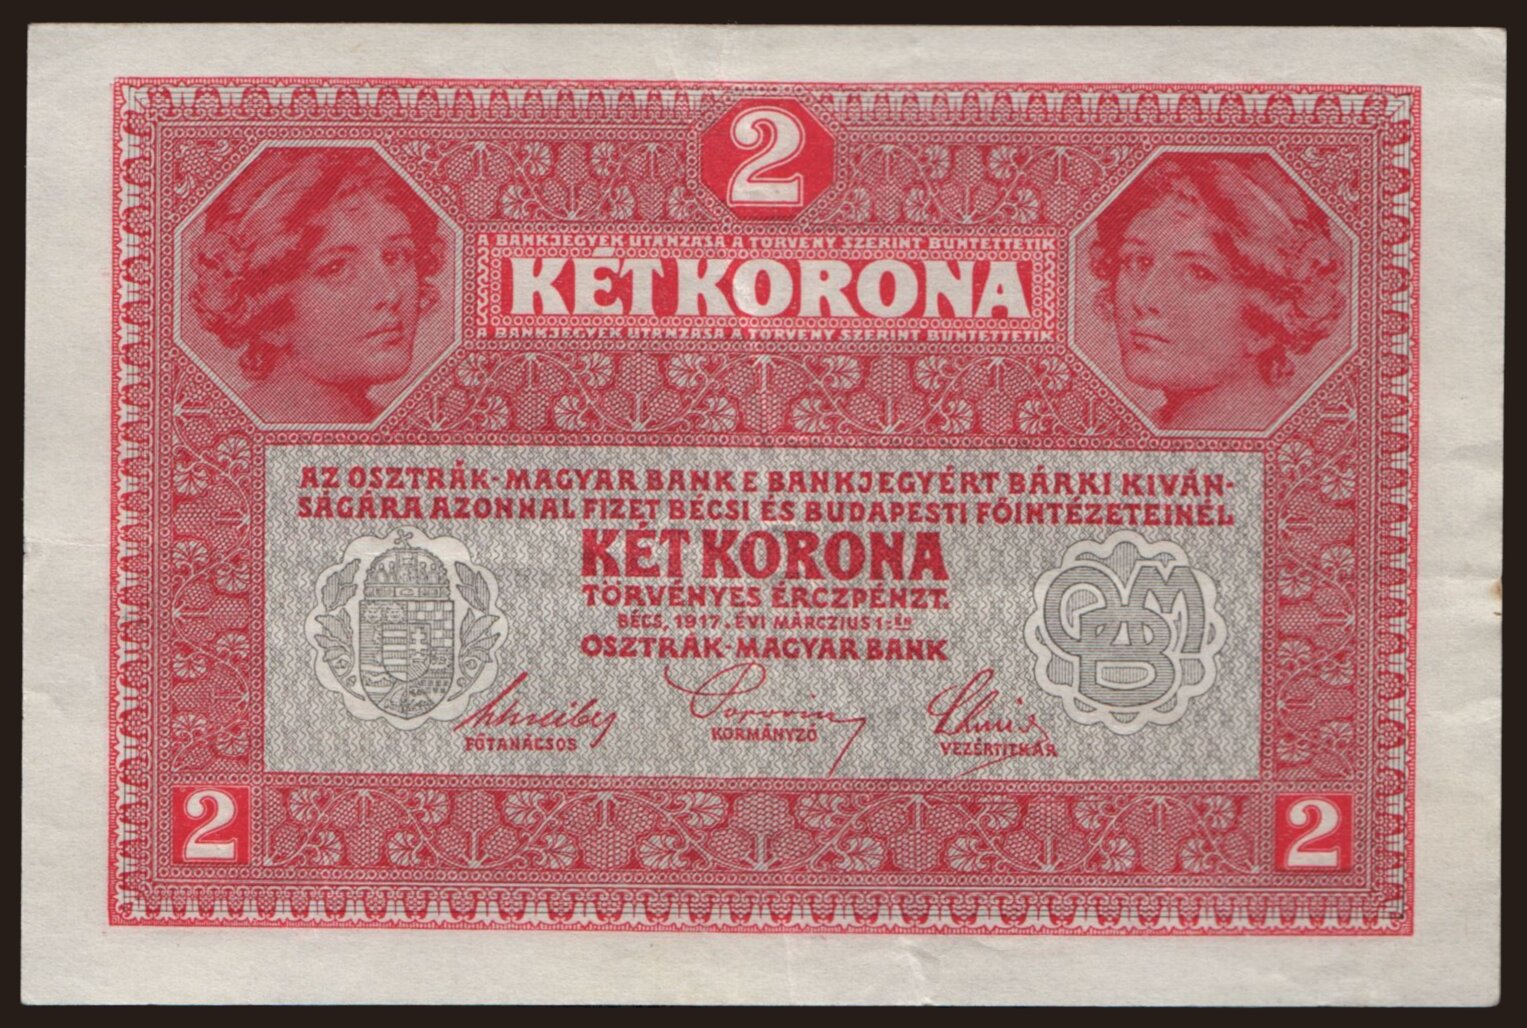 2
A BANKJEGYEK UTÁNZÁSA A TÖRVÉNY SZERINT BÜNTETTETIK
KÉT KORONA
A BANKJEGYEK UTÁNZÁSA A TÖRVÉNY SZERINT BÜNTETTETIK
AZ OSZTRÁK-MAGYAR BANK E BANKJEGYÉRT BÁRKI KIVÁN-
SÁGÁRA AZONNAL FIZET BÉCSI ÉS BUDAPESTI FŐINTÉZETEINÉL
KÉT KORONA
TÖRVÉNYES ÉRCZPÉNZT.
BÉCS, 1917. ÉVI MÁRCZIUS 1-ÉN
OSZTRÁK-MAGYAR BANK
FŐTANÁCSOS
KORMÁNYZÓ
VEZÉRTITKÁR
2
2